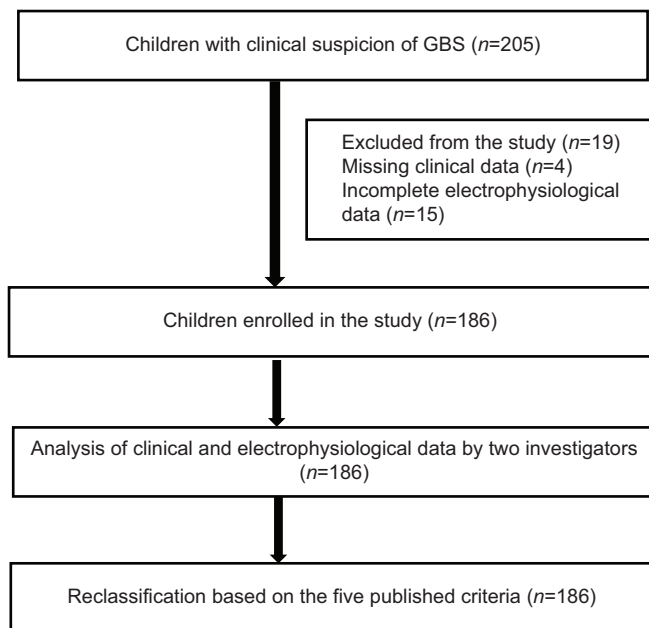 Children with clinical suspicion of GBS (n=205)
Excluded from the study (n=19)
Missing clinical data (n=4)
Incomplete electrophysiological
data (n=15)
Children enrolled in the study (n=186)
Analysis of clinical and electrophysiological data by two investigators
(n=186)
Reclassification based on the five published criteria (n=186)